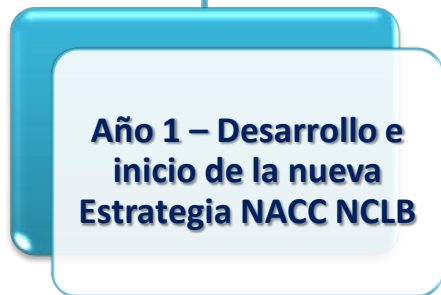 Año 1 – Desarrollo e
inicio de la nueva
Estrategia NACC NCLB